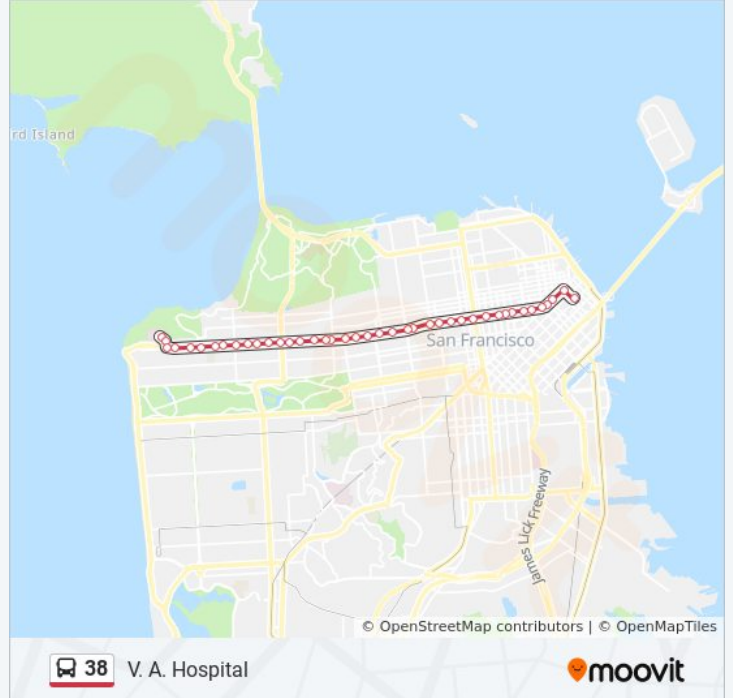 rd Island
San Francisco
James Lick Freeway
© OpenStreetMap contributors | © OpenMapTiles
38 V. A. Hospital
moovit